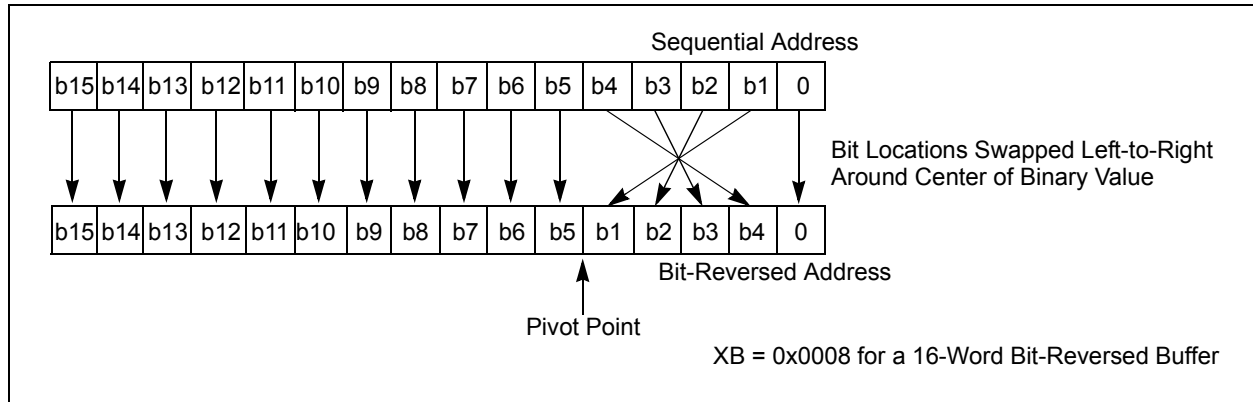 Sequential Address
b15 b14 b13 b12 b11 b10 b9 b8 b7 b6 b5 b4 b3 b2 b1 0
Bit Locations Swapped Left-to-Right
Around Center of Binary Value
b15 b14 b13 b12 b11 b10 b9 b8 b7 b6 b5 b1 b2 b3 b4 0
Bit-Reversed Address
Pivot Point
XB = 0x0008 for a 16-Word Bit-Reversed Buffer